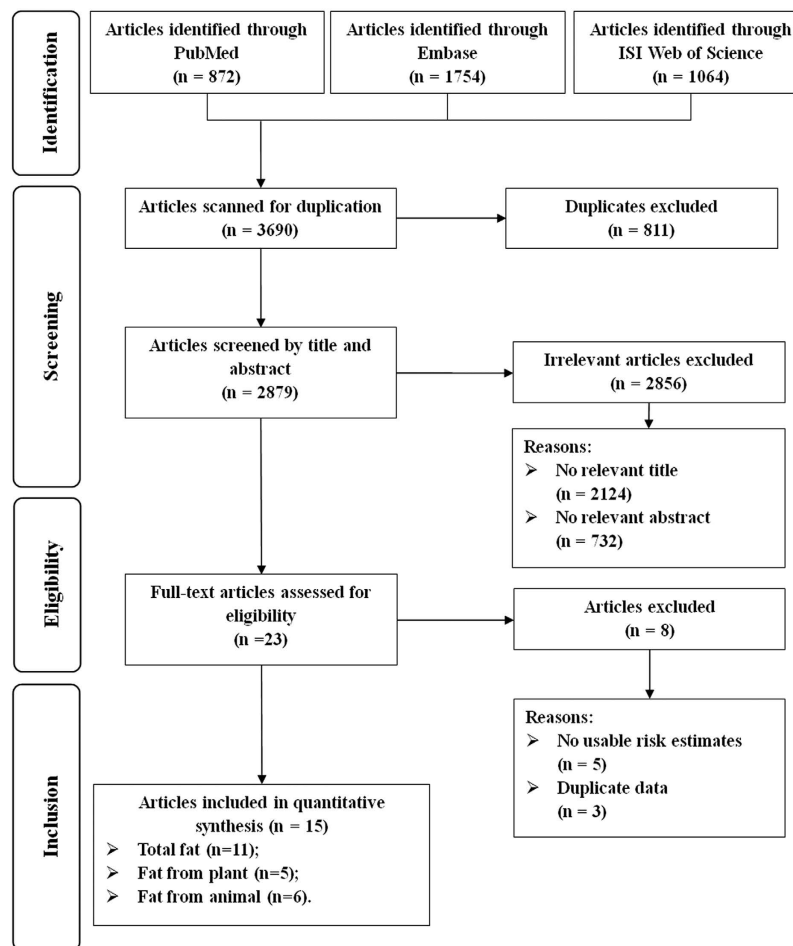 Identification
Articles identified through
PubMed
(n = 872)
Articles identified through
Embase
(n = 1754)
Articles identified through
ISI Web of Science
(n = 1064)
Screening
Articles scanned for duplication
(n = 3690)
Duplicates excluded
(n = 811)
Articles screened by title and
abstract
(n = 2879)
Irrelevant articles excluded
(n = 2856)
Reasons:
➢ No relevant title
(n = 2124)
➢ No relevant abstract
(n = 732)
Eligibility
Full-text articles assessed for
eligibility
(n =23)
Articles excluded
(n = 8)
Reasons:
➢ No usable risk estimates
(n = 5)
➢ Duplicate data
(n = 3)
Inclusion
Articles included in quantitative
synthesis (n = 15)
➢ Total fat (n=11);
➢ Fat from plant (n=5);
➢ Fat from animal (n=6).